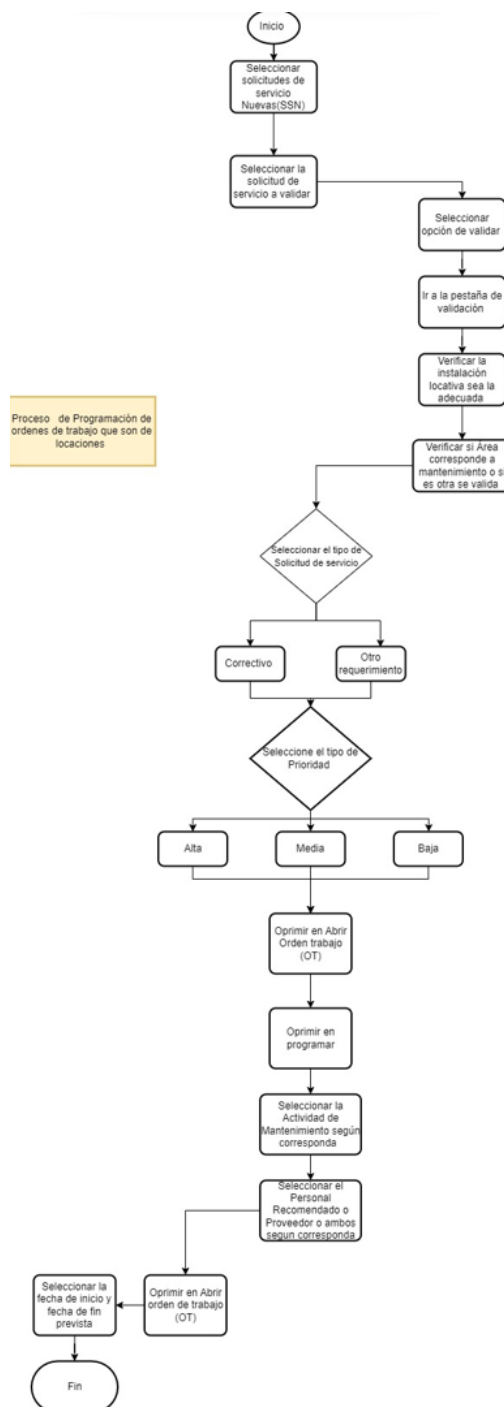 Inicio
Seleccionar
solicitudes de
servicio
Nuevas(SSN)
Seleccionar la
solicitud de
servicio a validar
Seleccionar
opción de validar
Ir a la pestaña de
validación
Verificar la
instalación
locativa sea la
adecuada
Proceso de Programación de
ordenes de trabajo que son de
locaciones
Verificar si Área
corresponde a
mantenimiento o si
es otra se valida
Seleccionar el tipo de
Solicitud de servicio
Correctivo
Otro
requerimiento
Seleccione el tipo de
Prioridad
Alta
Media
Baja
Oprimir en Abrir
Orden trabajo
(OT)
Oprimir en
programar
Seleccionar la
Actividad de
Mantenimiento según
corresponda
Seleccionar el
Personal
Recomendado o
Proveedor o ambos
segun corresponda
Seleccionar la
fecha de inicio y
fecha de fin
prevista
Oprimir en Abrir
orden de trabajo
(OT)
Fin